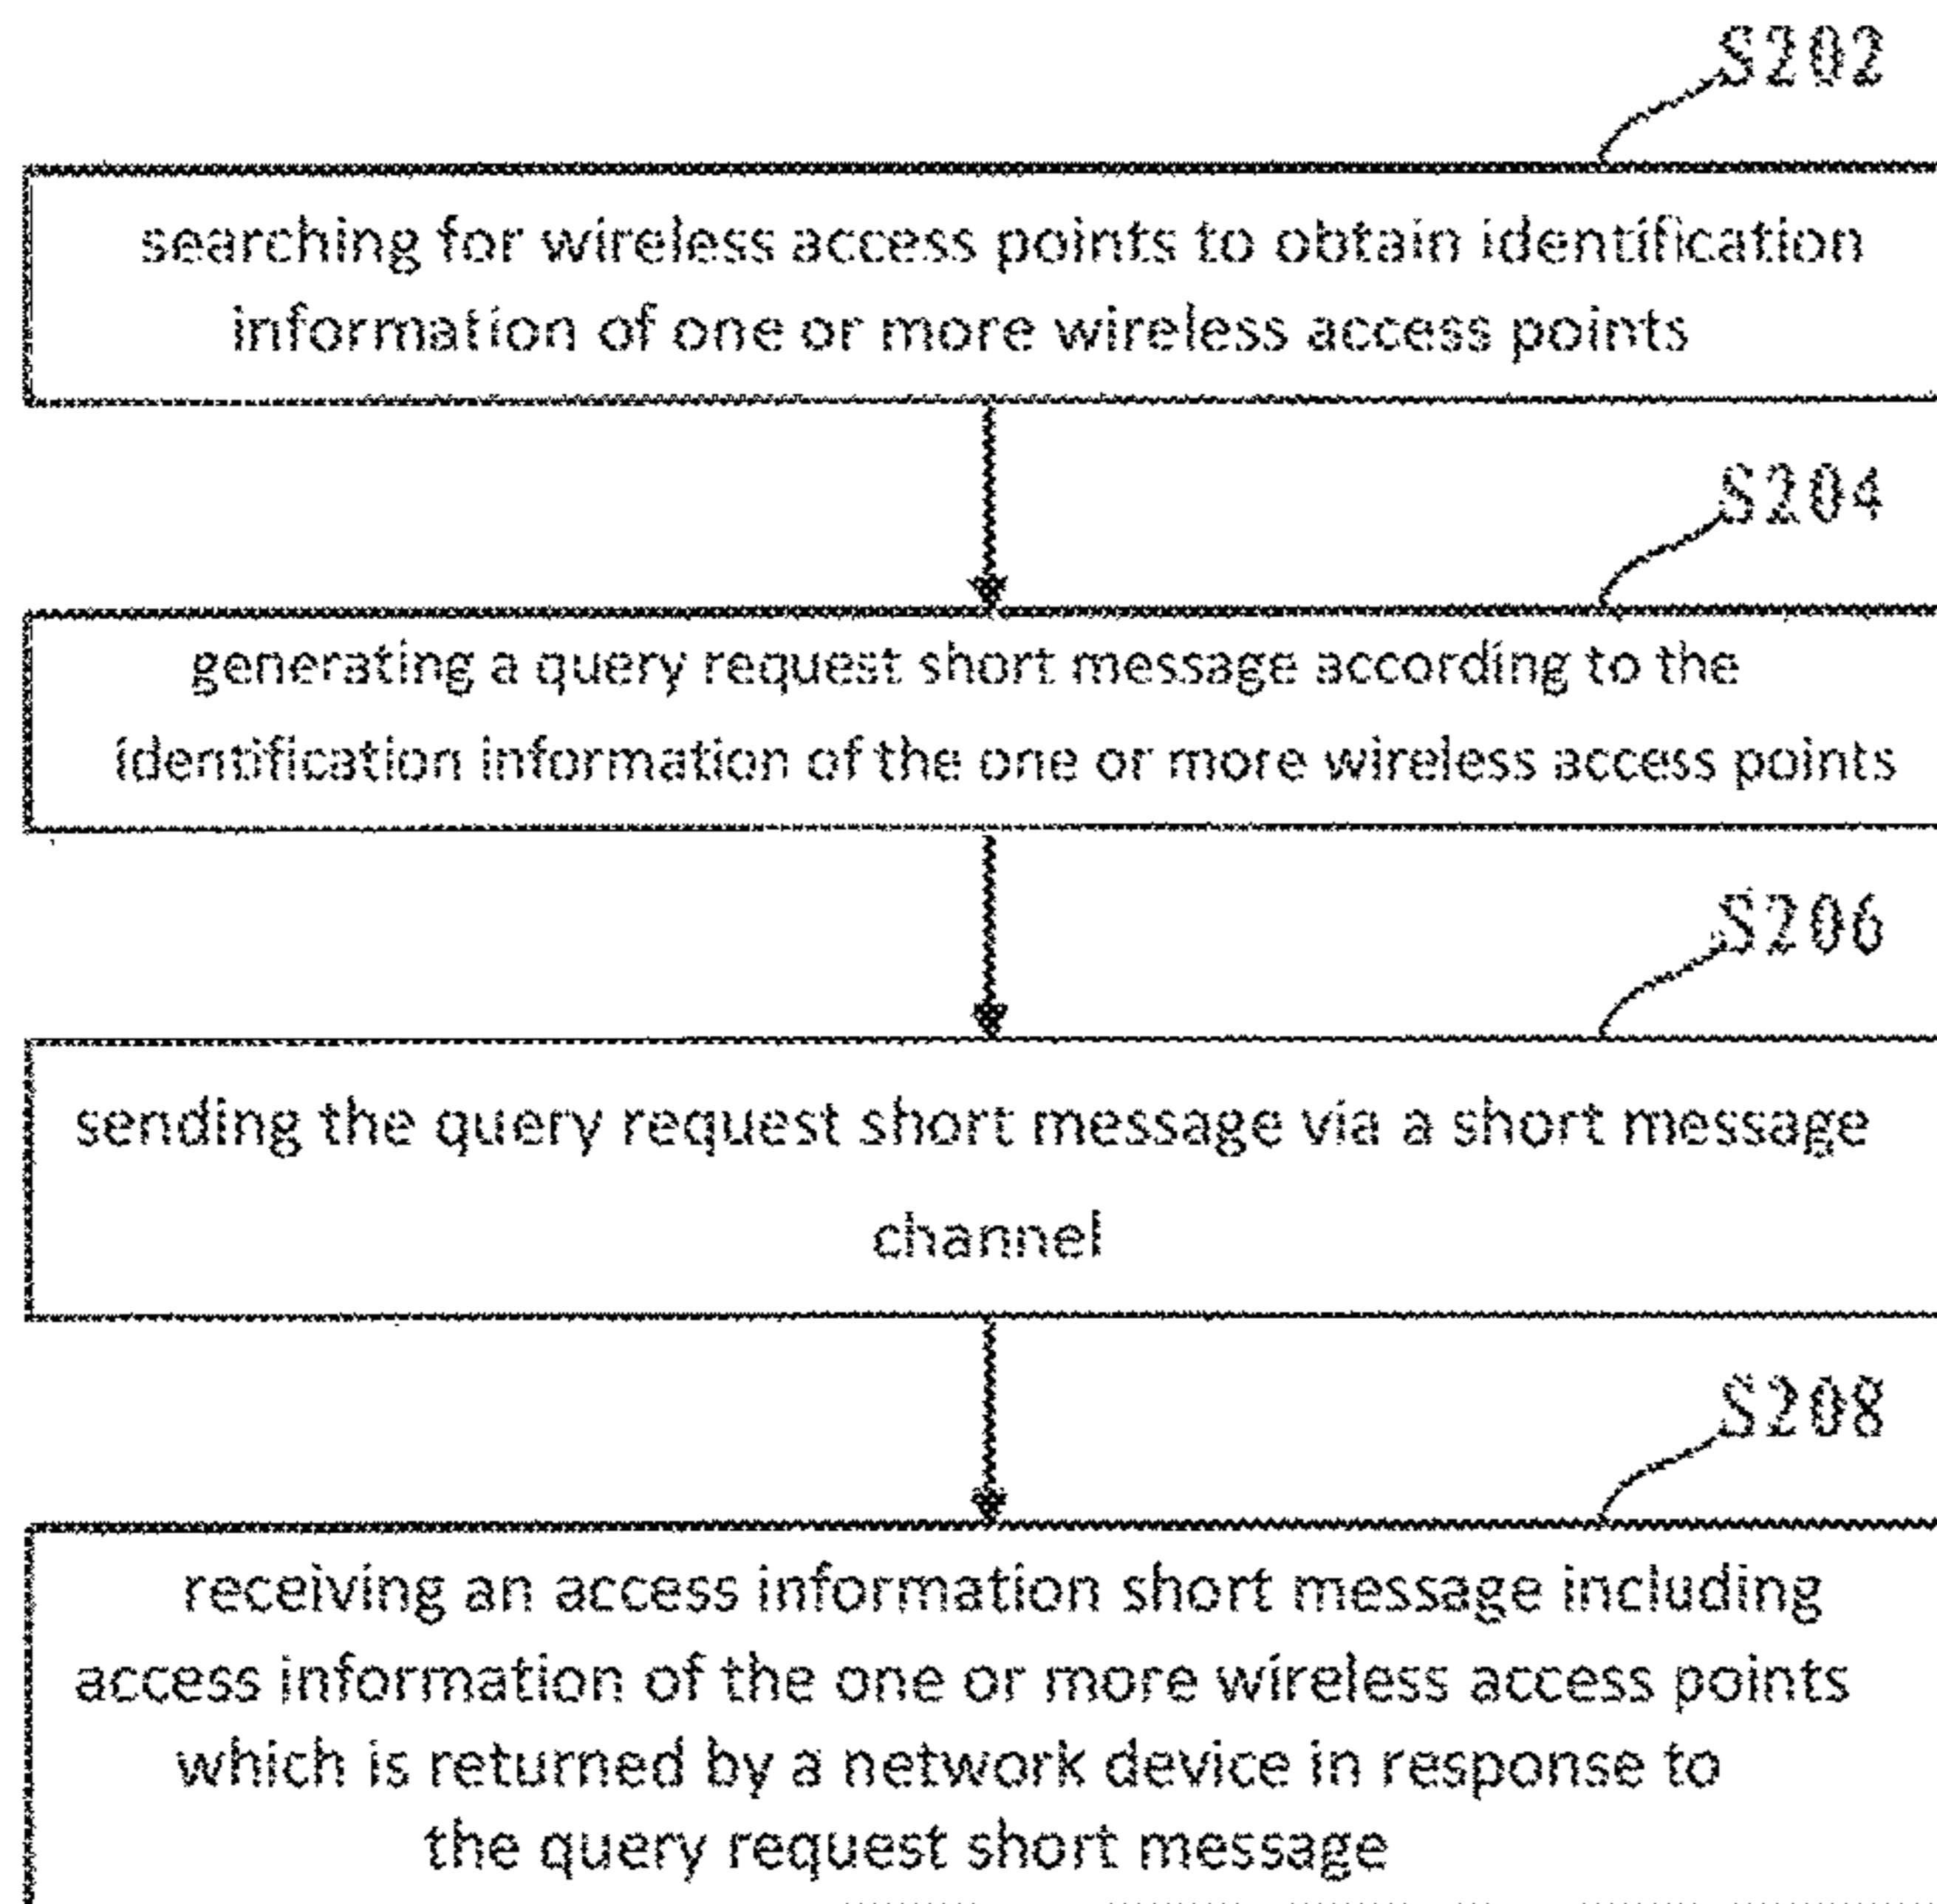 S202
searching for wireless access points to obtain identification
information of one or more wireless access points
S204
generating a query request short message according to the
identification information of the one or more wireless access points
S206
sending the query request short message via a short message
channel
S208
receiving an access information short message including
access information of the one or more wireless access points
which is returned by a network device in response to
the query request short message